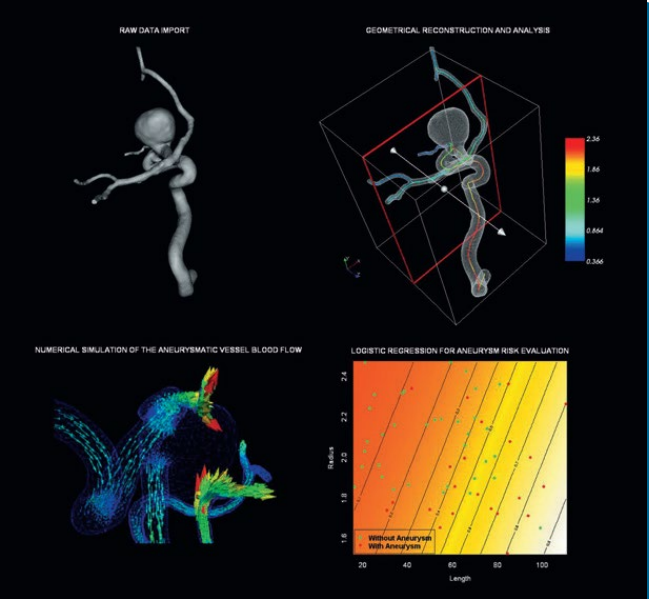 RAW DATA IMPORT
GEOMETRICAL RECONSTRUCTION AND ANALYSIS
2.36
1.86
1.36
0.864
0.366
NUMERICAL SIMULATION OF THE ANEURYSMATIC VESSEL BLOOD FLOW
LOGISTIC REGRESSION FOR ANEURYSM RISK EVALUATION
2.4
2.2
2.0
1.8
1.6
Radius
Without Aneurysm
With Aneurysm
20 40 60 80 100
Length